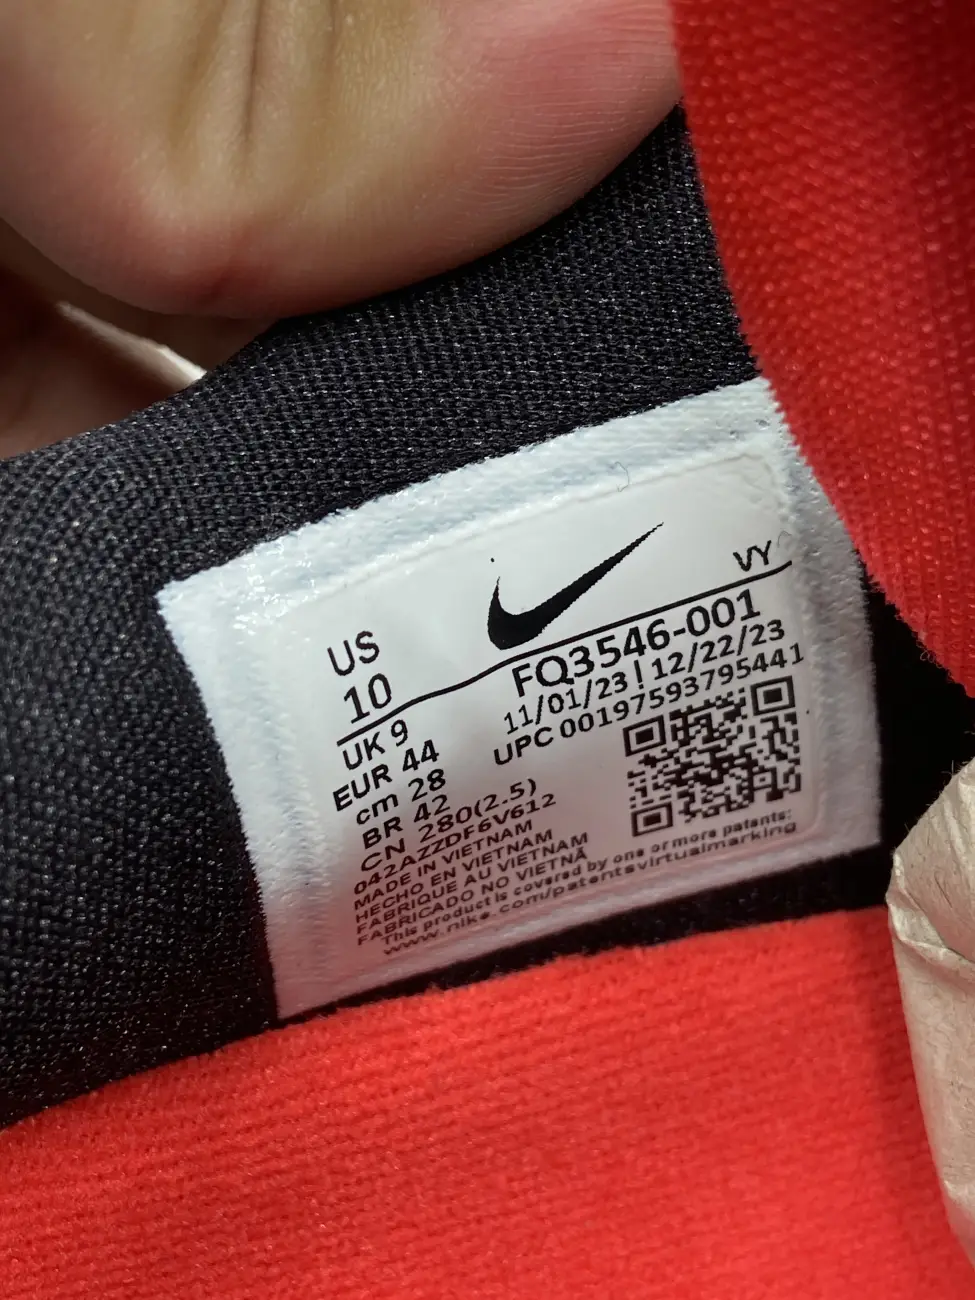 VY
US
10
FQ3546-001
11/01/23 | 12/22/23
UPC 00197593795441
UK 9
EUR 44
cm 28
BR 42
CN 280(2.5)
042AZZDF6V612
MADE IN VIETNAM
HECHO EN VIETNAM
FABRIQUE AU VIETNAM
FABRICADO NO VIETNÃ
This product is covered by one or more patents:
www.nike.com/patentsvirtualmarking